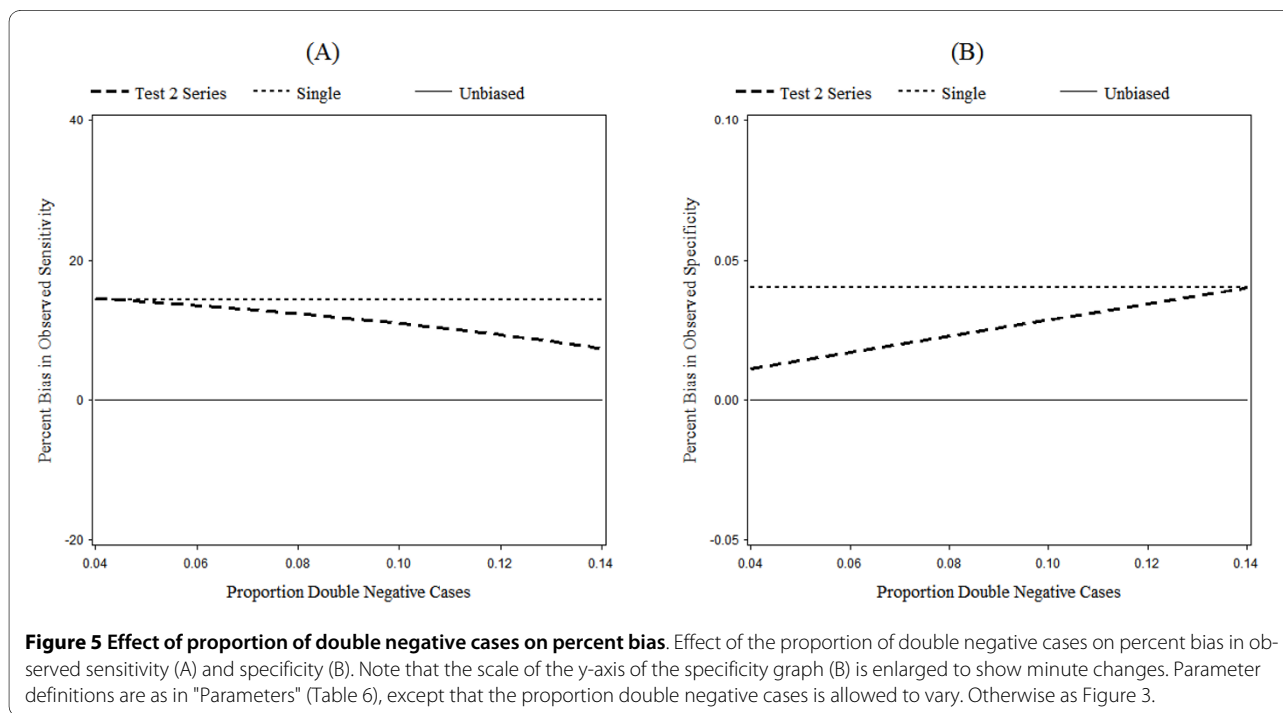 (A)
Test 2 Series Single Unbiased
Percent Bias in Observed Sensitivity
40
20
0
-20
0.04 0.06 0.08 0.10 0.12 0.14
Proportion Double Negative Cases
(B)
Test 2 Series Single Unbiased
Percent Bias in Observed Specificity
0.10
0.05
0.00
-0.05
0.04 0.06 0.08 0.10 0.12 0.14
Proportion Double Negative Cases
Figure 5 Effect of proportion of double negative cases on percent bias. Effect of the proportion of double negative cases on percent bias in ob-
served sensitivity (A) and specificity (B). Note that the scale of the y-axis of the specificity graph (B) is enlarged to show minute changes. Parameter
definitions are as in "Parameters" (Table 6), except that the proportion double negative cases is allowed to vary. Otherwise as Figure 3.